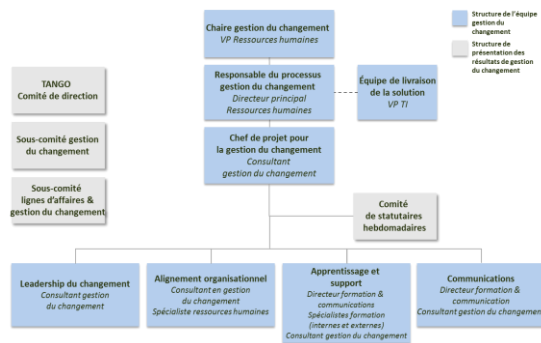 Chaire gestion du changement
VP Ressources humaines
Structure de l'équipe
gestion du
changement
Structure de
présentation des
résultats de gestion
du changement
TANGO
Comité de direction
Responsable du processus
gestion du changement
Directeur principal
Ressources humaines
Équipe de livraison
de la solution
VP TI
Sous-comité gestion
du changement
Chef de projet pour
la gestion du changement
Consultant
gestion du changement
Sous-comité
lignes d'affaires &
gestion du changement
Comité
de statutaires
hebdomadaires
Leadership du changement
Consultant gestion
du changement
Alignement organisationnel
Consultant en gestion
du changement
Spécialiste ressources humaines
Apprentissage et
support
Directeur formation &
communications
Spécialistes formation
(internes et externes)
Consultant gestion du changement
Communications
Directeur formation &
communication
Consultant gestion du changement